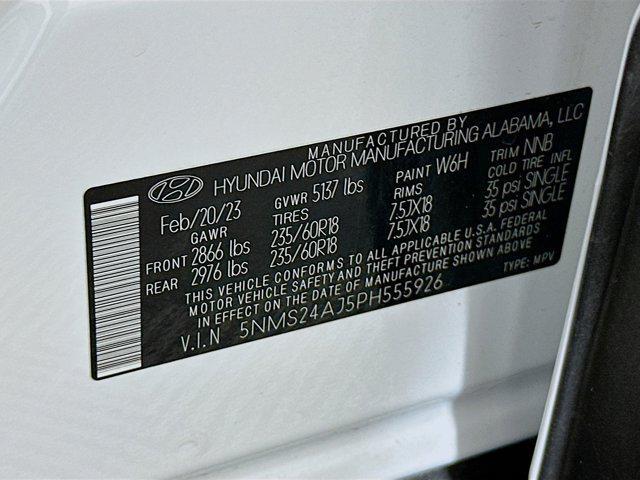 MANUFACTURED BY
HYUNDAI MOTOR MANUFACTURING ALABAMA, LLC
Feb/20/23 GVWR 5137 lbs PAINT W6H TRIM NNB
GAWR TIRES RIMS COLD TIRE INFL
FRONT 2866 lbs 235/60R18 7.5JX18 35 psi SINGLE
REAR 2976 lbs 235/60R18 7.5JX18 35 psi SINGLE
THIS VEHICLE CONFORMS TO ALL APPLICABLE U.S.A. FEDERAL
MOTOR VEHICLE SAFETY AND THEFT PREVENTION STANDARDS
IN EFFECT ON THE DATE OF MANUFACTURE SHOWN ABOVE
V.I.N 5NMS24AJ5PH555926 TYPE: MPV